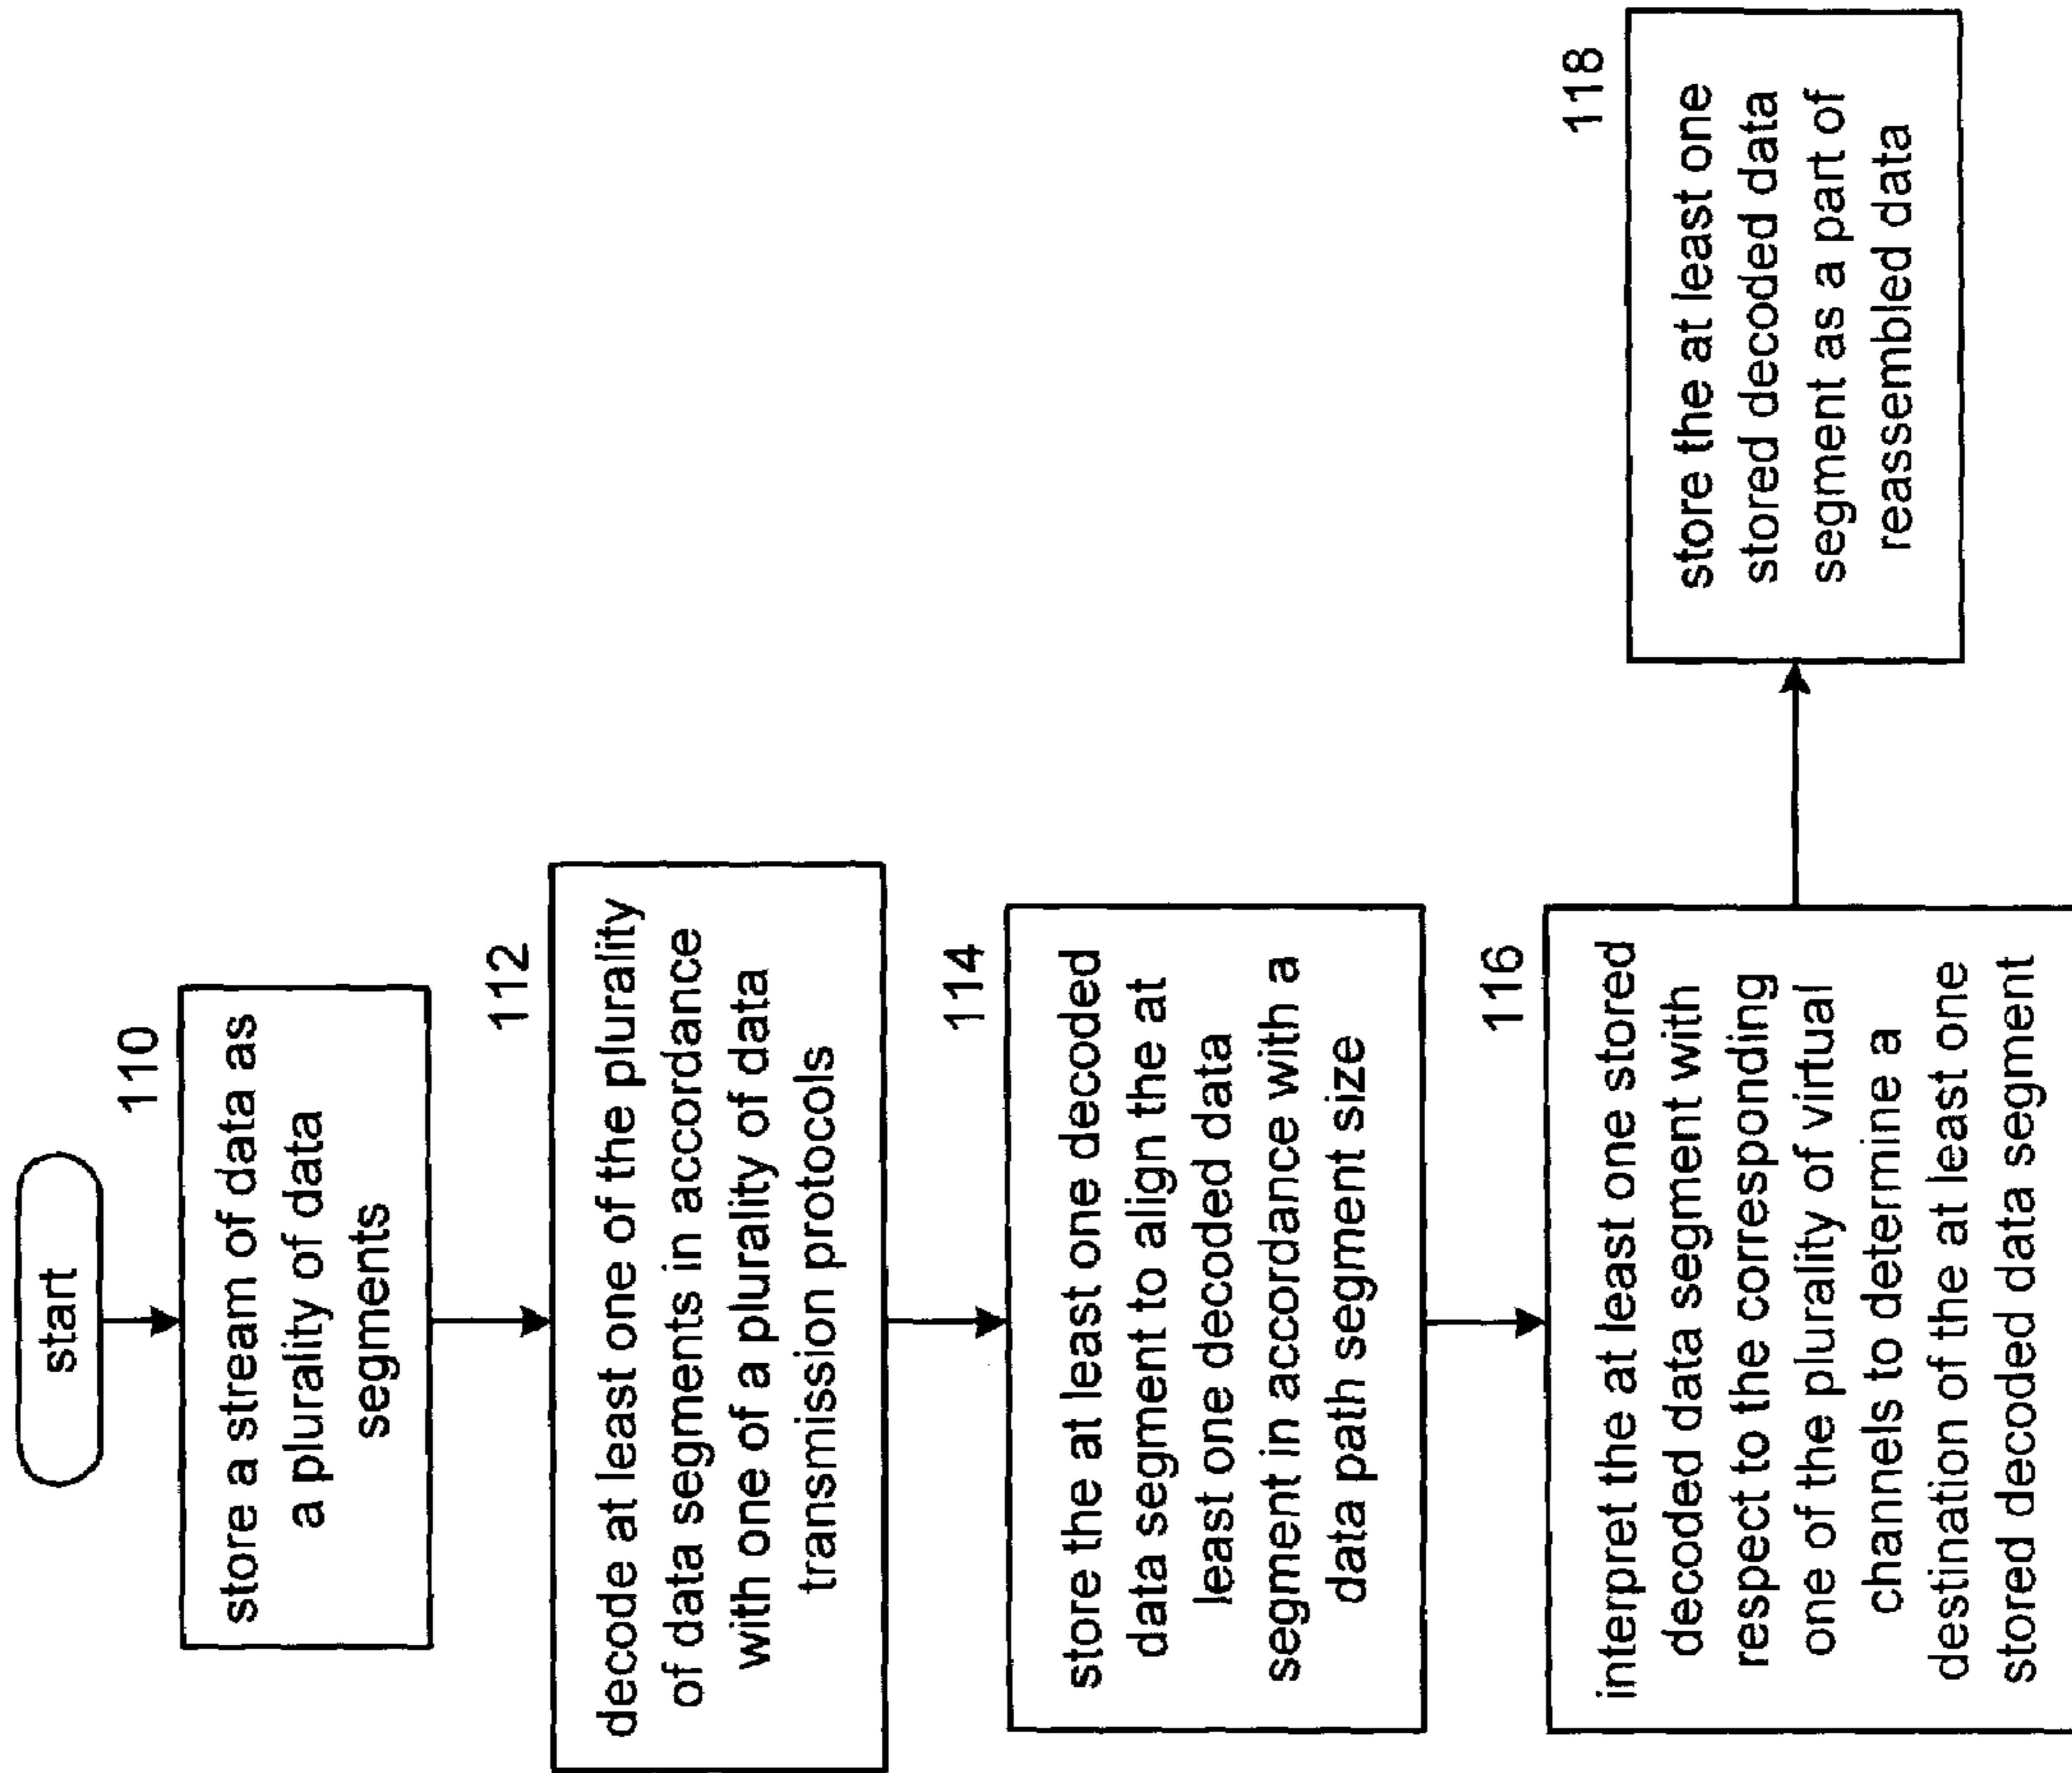 start
110
store a stream of data as
a plurality of data
segments
112
decode at least one of the plurality
of data segments in accordance
with one of a plurality of data
transmission protocols
114
store the at least one decoded
data segment to align the at
least one decoded data
segment in accordance with a
data path segment size
116
interpret the at least one stored
decoded data segment with
respect to the corresponding
one of the plurality of virtual
channels to determine a
destination of the at least one
stored decoded data segment
118
store the at least one
stored decoded data
segment as a part of
reassembled data